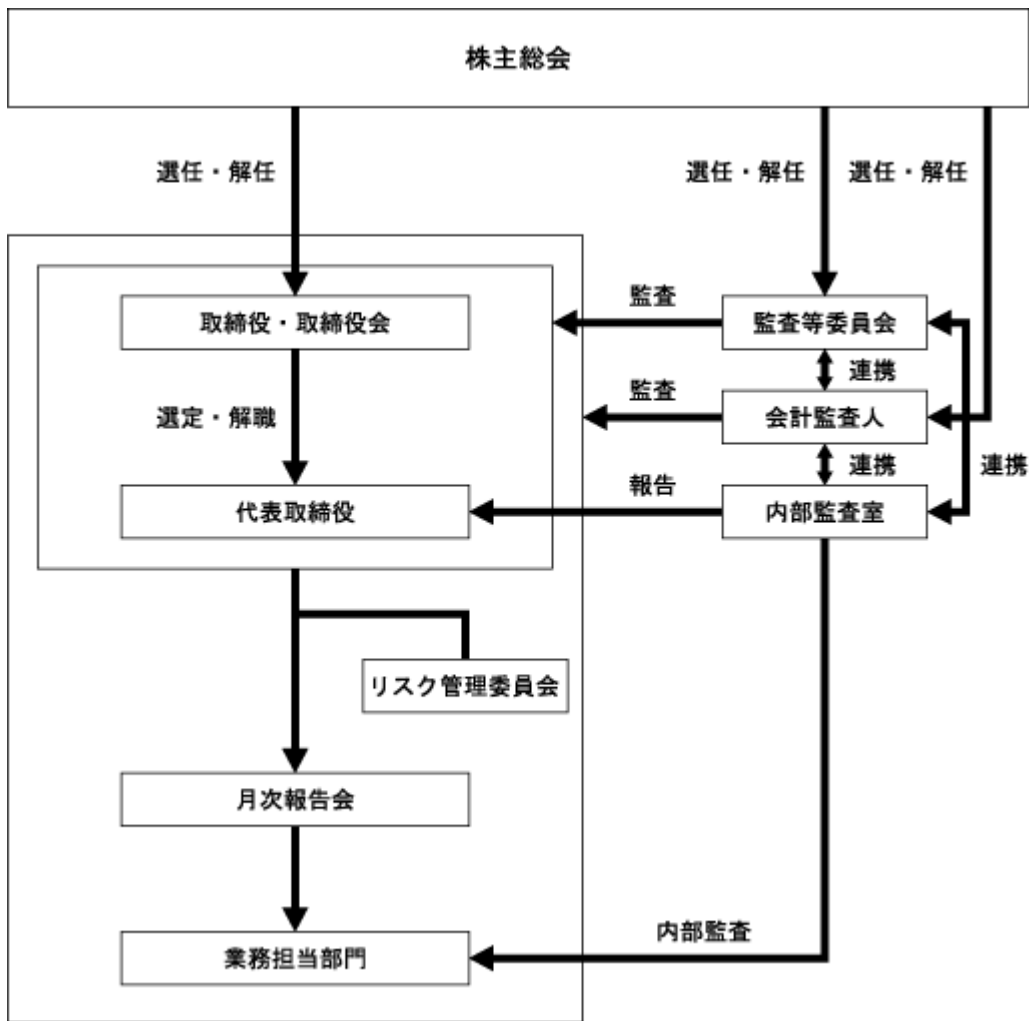 株主総会
選任・解任
選任・解任
選任・解任
取締役・取締役会
監査
監査等委員会
連携
選定・解職
監査
会計監査人
連携
連携
代表取締役
報告
内部監査室
リスク管理委員会
月次報告会
業務担当部門
内部監査